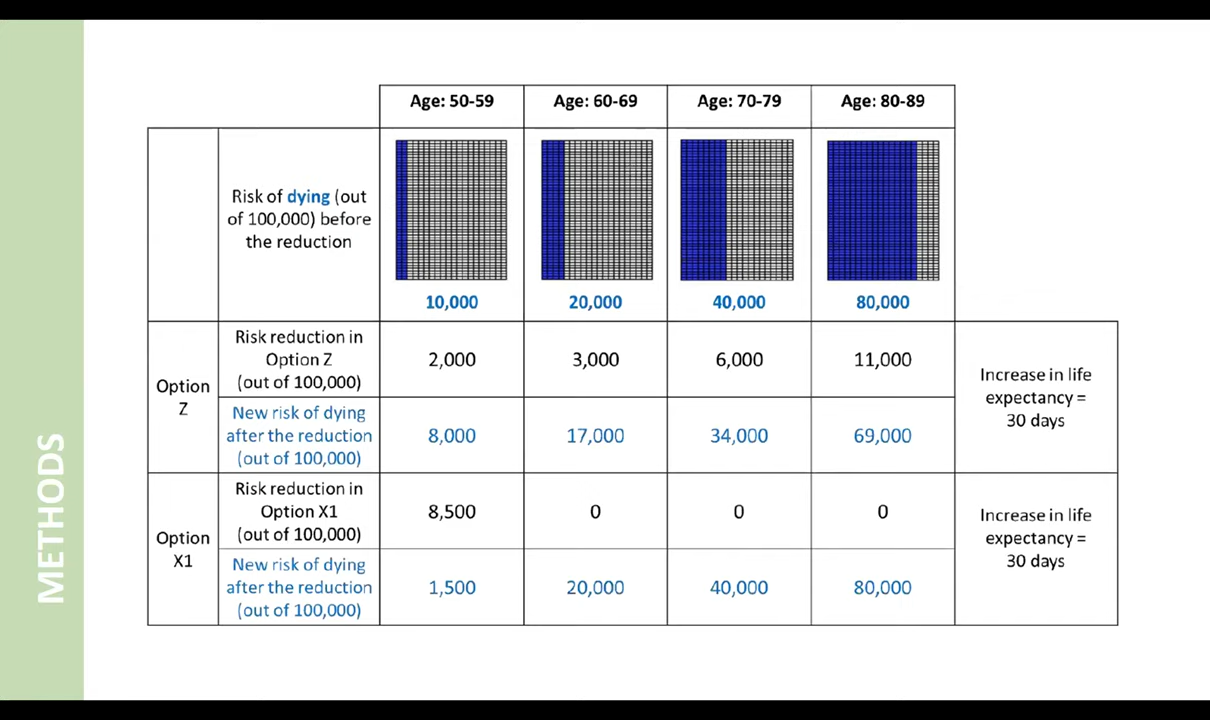 METHODS
Age: 50-59 Age: 60-69 Age: 70-79 Age: 80-89
Risk of dying (out
of 100,000) before
the reduction
10,000 20,000 40,000 80,000
Option
Z
Risk reduction in
Option Z
(out of 100,000)
2,000 3,000 6,000 11,000
New risk of dying
after the reduction
(out of 100,000)
8,000 17,000 34,000 69,000
Increase in life
expectancy =
30 days
Option
X1
Risk reduction in
Option X1
(out of 100,000)
8,500 0 0 0
New risk of dying
after the reduction
(out of 100,000)
1,500 20,000 40,000 80,000
Increase in life
expectancy =
30 days